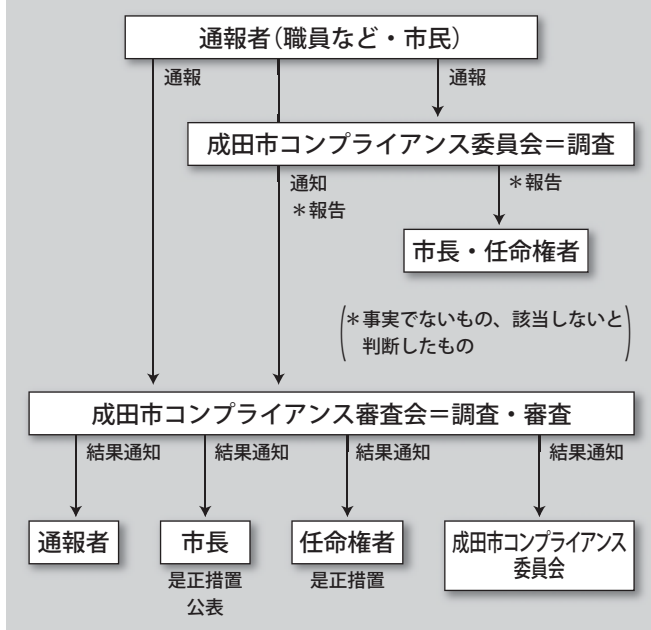 通報者(職員など・市民)
通報
通報
成田市コンプライアンス委員会＝調査
通知
＊報告
＊報告
市長・任命権者
＊事実でないもの、該当しないと
判断したもの
成田市コンプライアンス審査会＝調査・審査
結果通知
結果通知
結果通知
結果通知
通報者
市長
任命権者
成田市コンプライアンス
委員会
是正措置
公表
是正措置